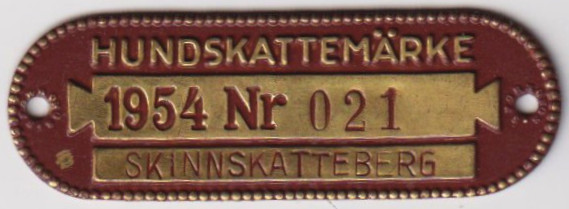 HUNDSKATTEMÄRKE
1954 Nr 021
SKINNSKATTEBERG